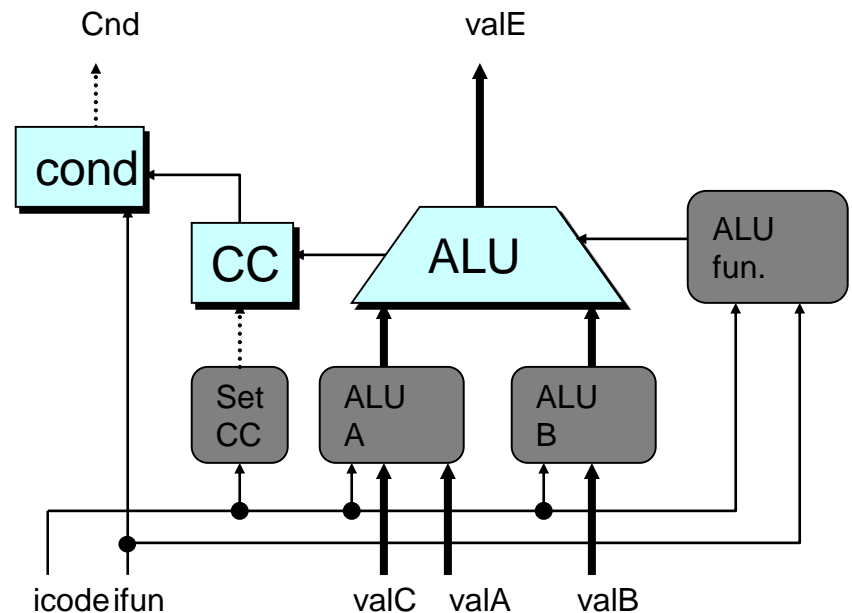 Cnd
valE
cond
CC
ALU
ALU
fun.
Set
CC
ALU
A
ALU
B
icode
ifun
valC
valA
valB